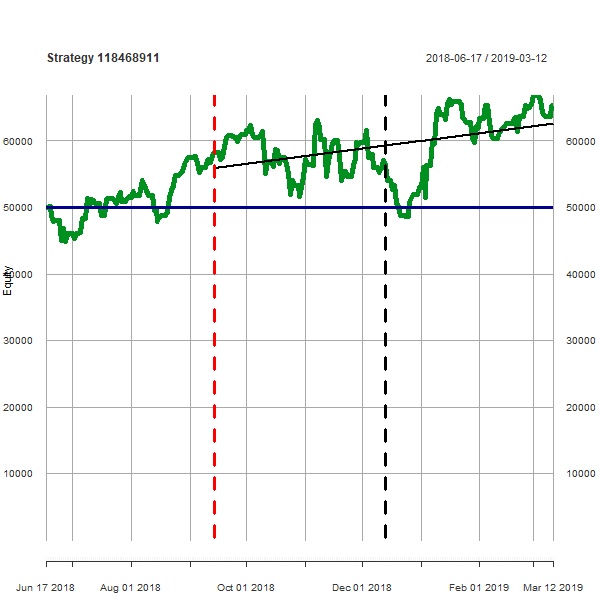 Strategy 118468911
2018-06-17 / 2019-03-12
60000
60000
50000
50000
40000
40000
Equity
30000
30000
20000
20000
10000
10000
Jun 17 2018
Aug 01 2018
Oct 01 2018
Dec 01 2018
Feb 01 2019
Mar 12 2019